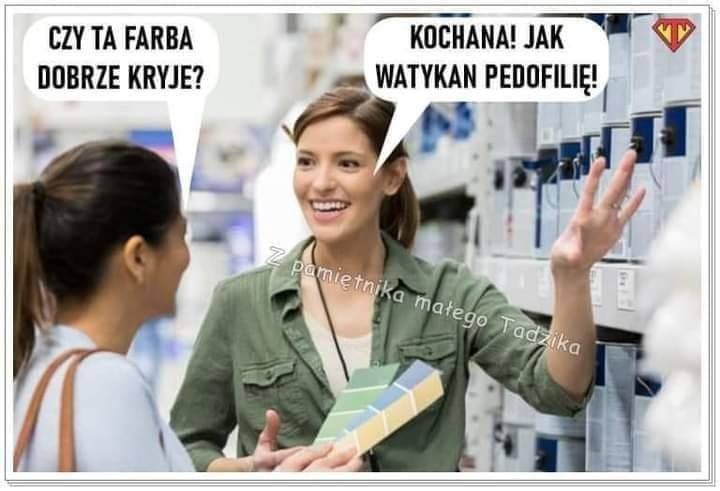 CZY TA FARBA
DOBRZE KRYJE?
KOCHANA! JAK
WATYKAN PEDOFILIĘ!
T
Z pamiętnika małego Tadzika